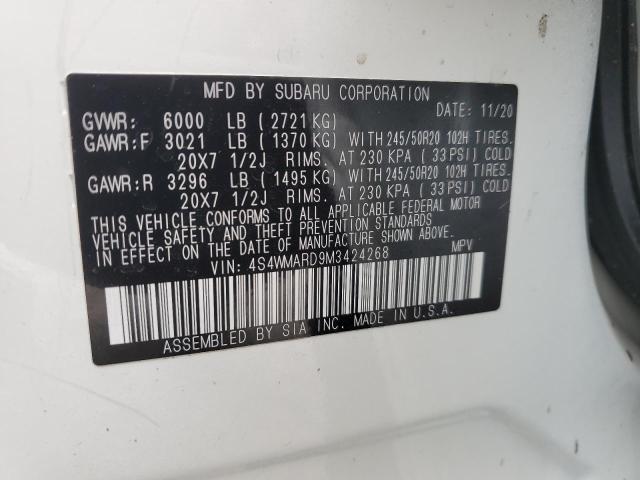 MFD BY SUBARU CORPORATION
DATE: 11/20
GVWR: 6000 LB ( 2721 KG)
GAWR:F 3021 LB ( 1370 KG) WITH 245/50R20 102H TIRES.
20X7 1/2J RIMS. AT 230 KPA ( 33 PSI) COLD
GAWR:R 3296 LB ( 1495 KG) WITH 245/50R20 102H TIRES.
20X7 1/2J RIMS. AT 230 KPA ( 33 PSI) COLD
THIS VEHICLE CONFORMS TO ALL APPLICABLE FEDERAL MOTOR
VEHICLE SAFETY AND THEFT PREVENTION STANDARDS
IN EFFECT ON THE DATE OF MANUFACTURE SHOWN ABOVE.
VIN: 4S4WMARD9M3424268 MPV
ASSEMBLED BY SIA INC. MADE IN U.S.A.